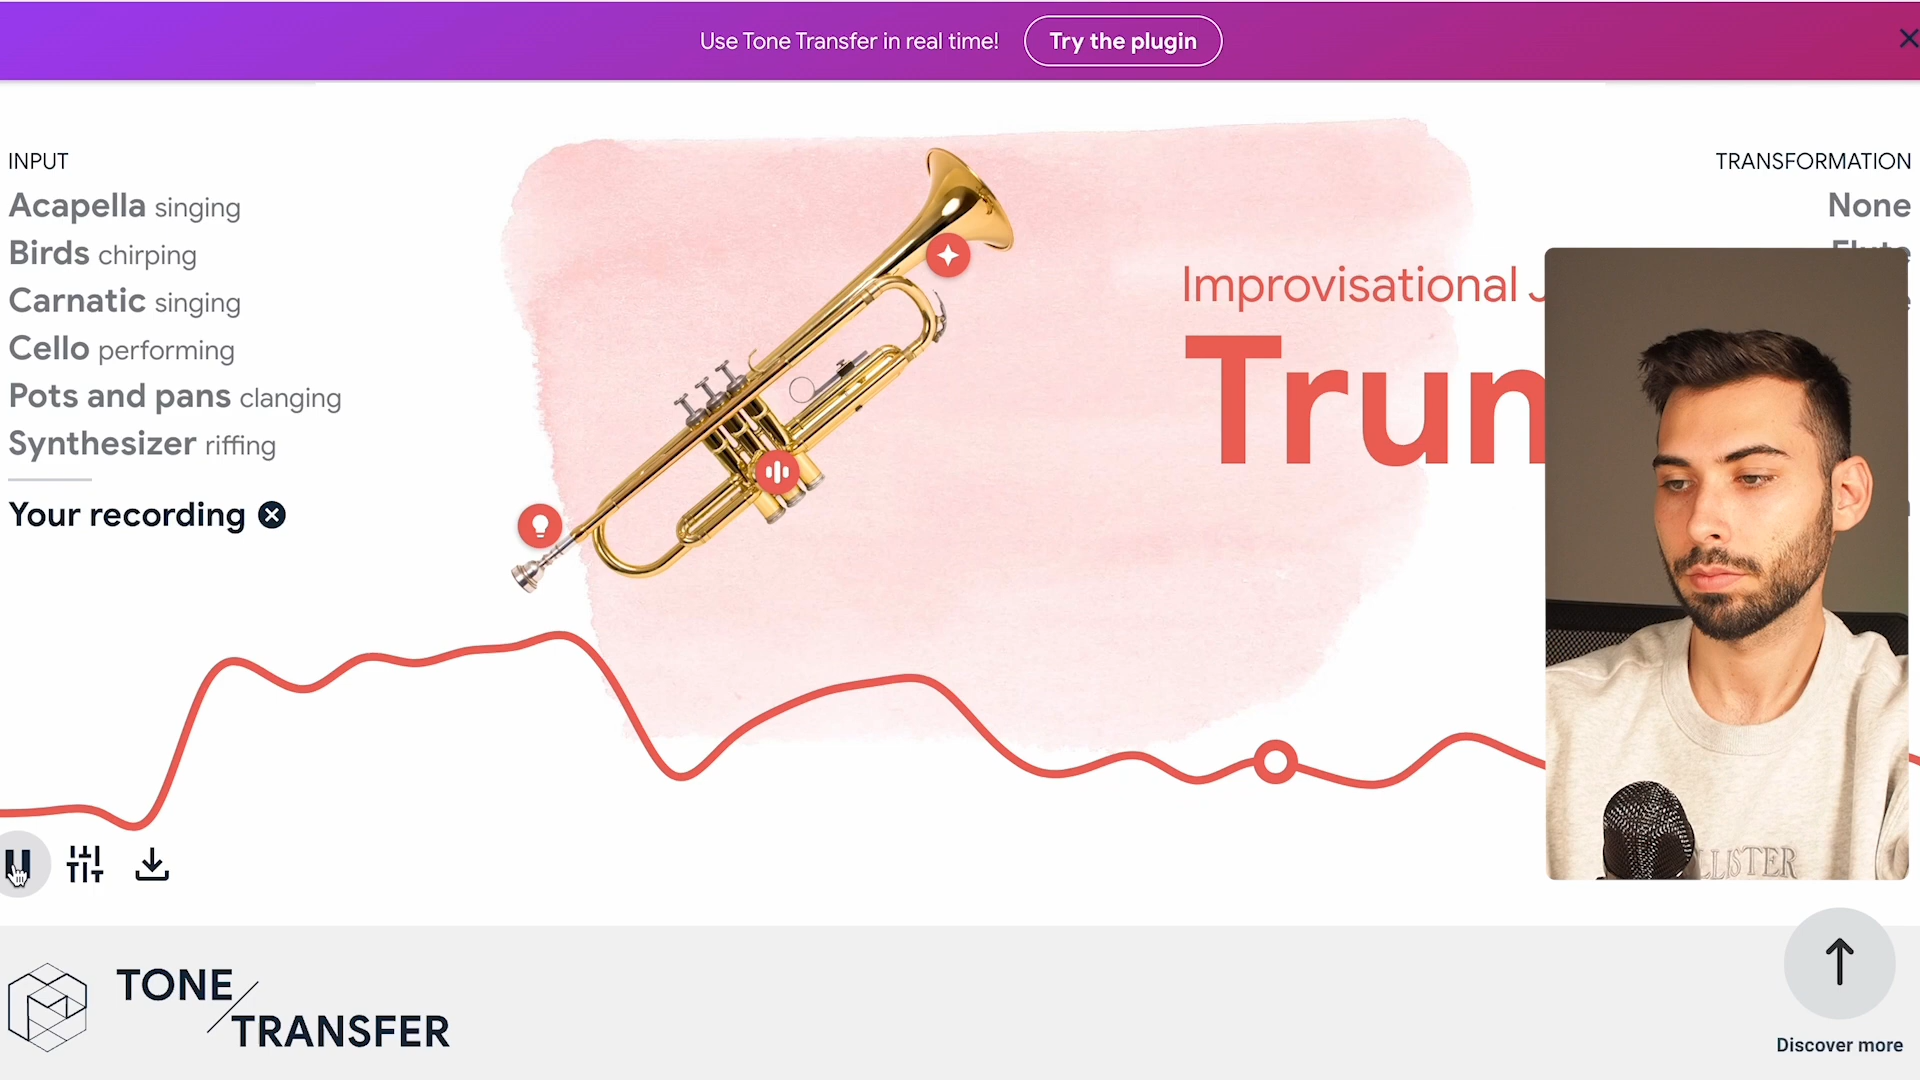 Use Tone Transfer in real time!
Try the plugin
INPUT
Acapella singing
Birds chirping
Carnatic singing
Cello performing
Pots and pans clanging
Synthesizer riffing
Your recording
Improvisational
Trum
TRANSFORMATION
None
TONE
TRANSFER
Discover more